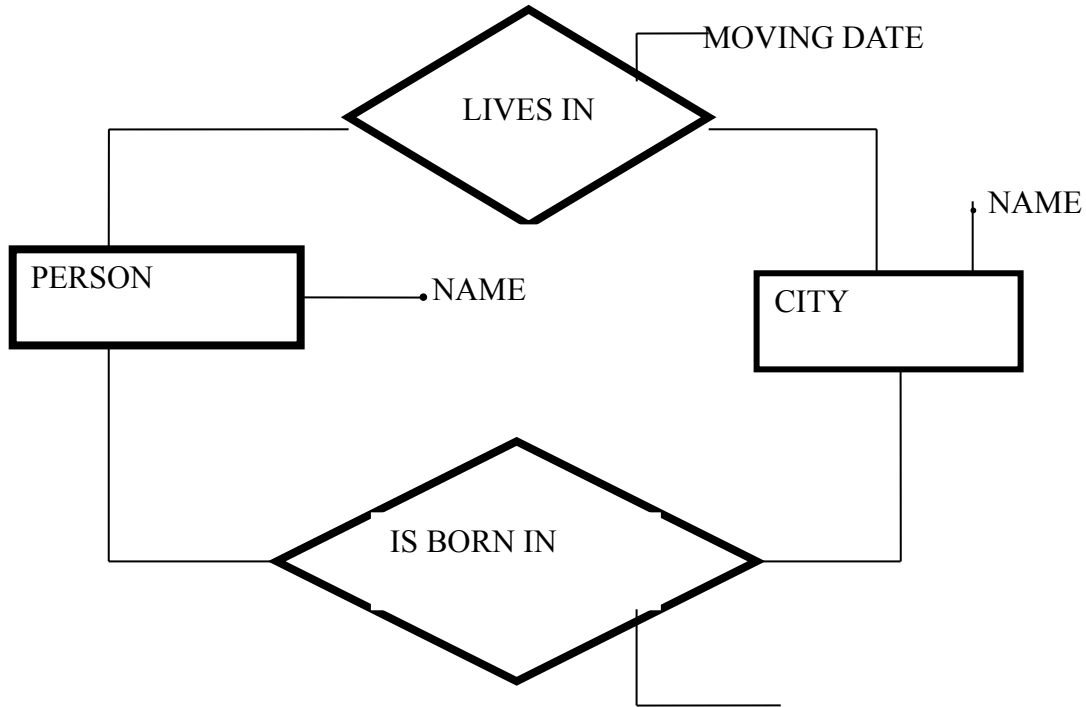 MOVING DATE
LIVES IN
NAME
PERSON
NAME
CITY
IS BORN IN